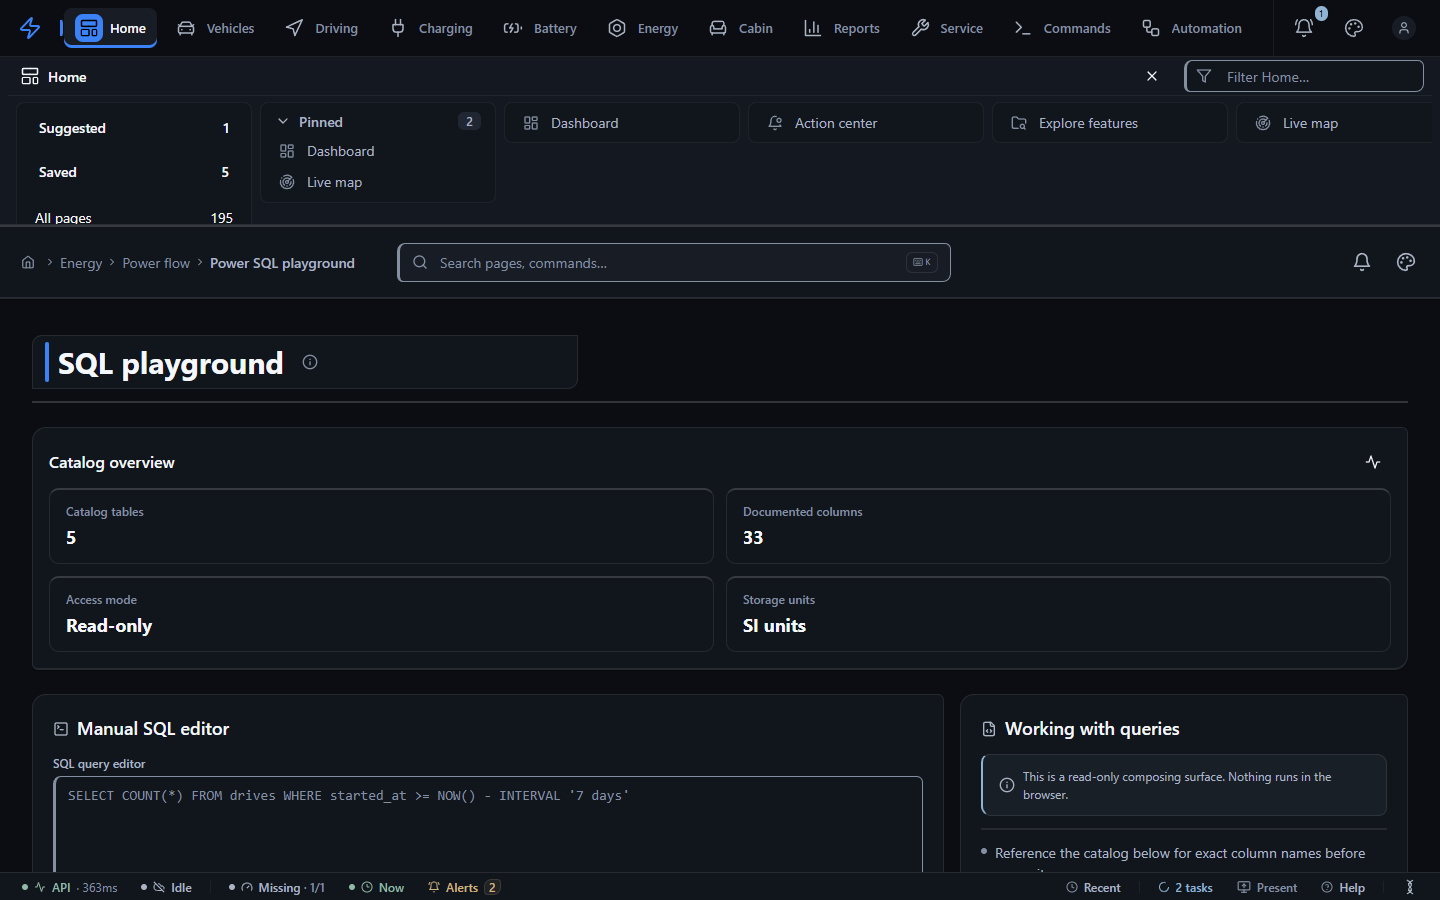 Home
Vehicles
Driving
Charging
Battery
Energy
Cabin
Reports
Service
Commands
Automation
1
Home
Filter Home...
Suggested 1
Saved 5
All pages 195
Pinned 2
Dashboard
Live map
Dashboard
Action center
Explore features
Live map
Energy > Power flow > Power SQL playground
Search pages, commands...
K
SQL playground
Catalog overview
Catalog tables
5
Documented columns
33
Access mode
Read-only
Storage units
SI units
Manual SQL editor
SQL query editor
SELECT COUNT(*) FROM drives WHERE started_at >= NOW() - INTERVAL '7 days'
Working with queries
This is a read-only composing surface. Nothing runs in the
browser.
Reference the catalog below for exact column names before
API · 363ms
Idle
Missing · 1/1
Now
Alerts 2
Recent
2 tasks
Present
Help